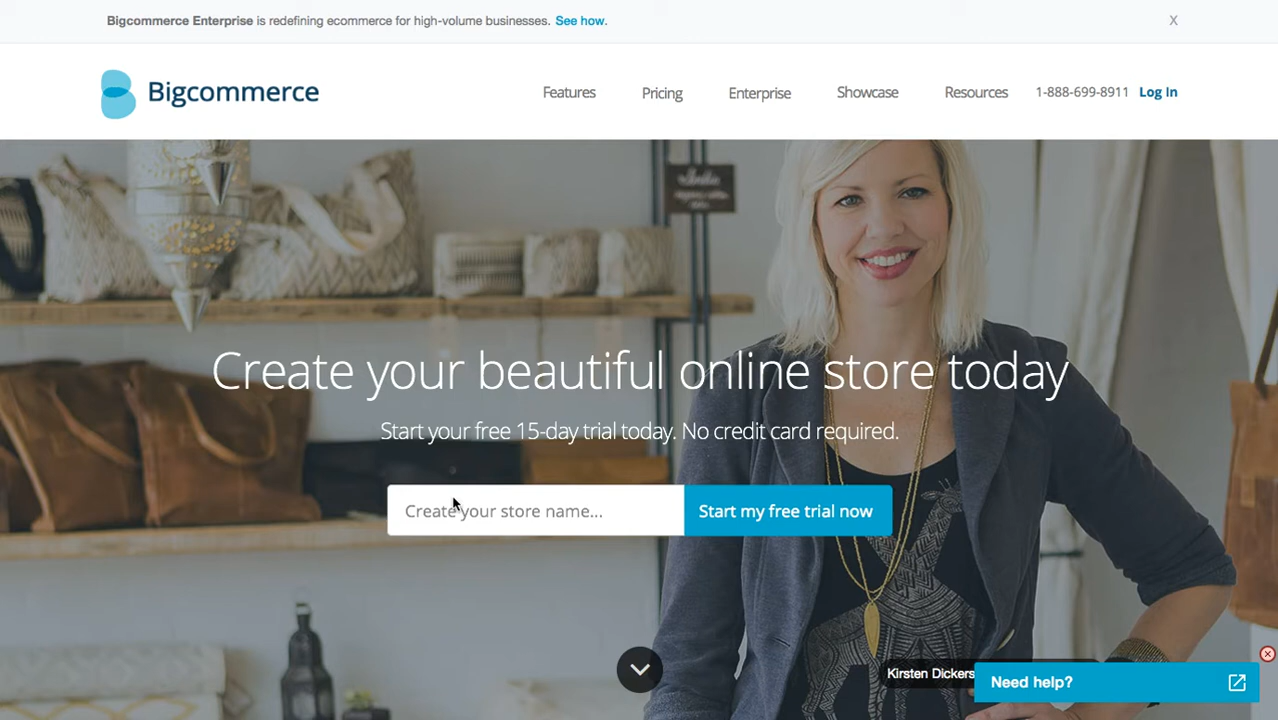 Bigcommerce Enterprise is redefining ecommerce for high-volume businesses. See how.
X
Bigcommerce
Features
Pricing
Enterprise
Showcase
Resources
1-888-699-8911
Log In
Create your beautiful online store today
Start your free 15-day trial today. No credit card required.
Create your store name...
Start my free trial now
Kirsten Dickers
Need help?